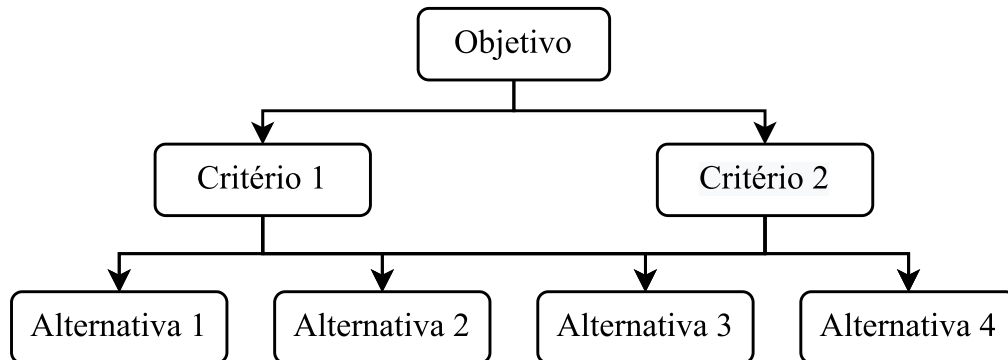 Objetivo
Critério 1
Critério 2
Alternativa 1
Alternativa 2
Alternativa 3
Alternativa 4